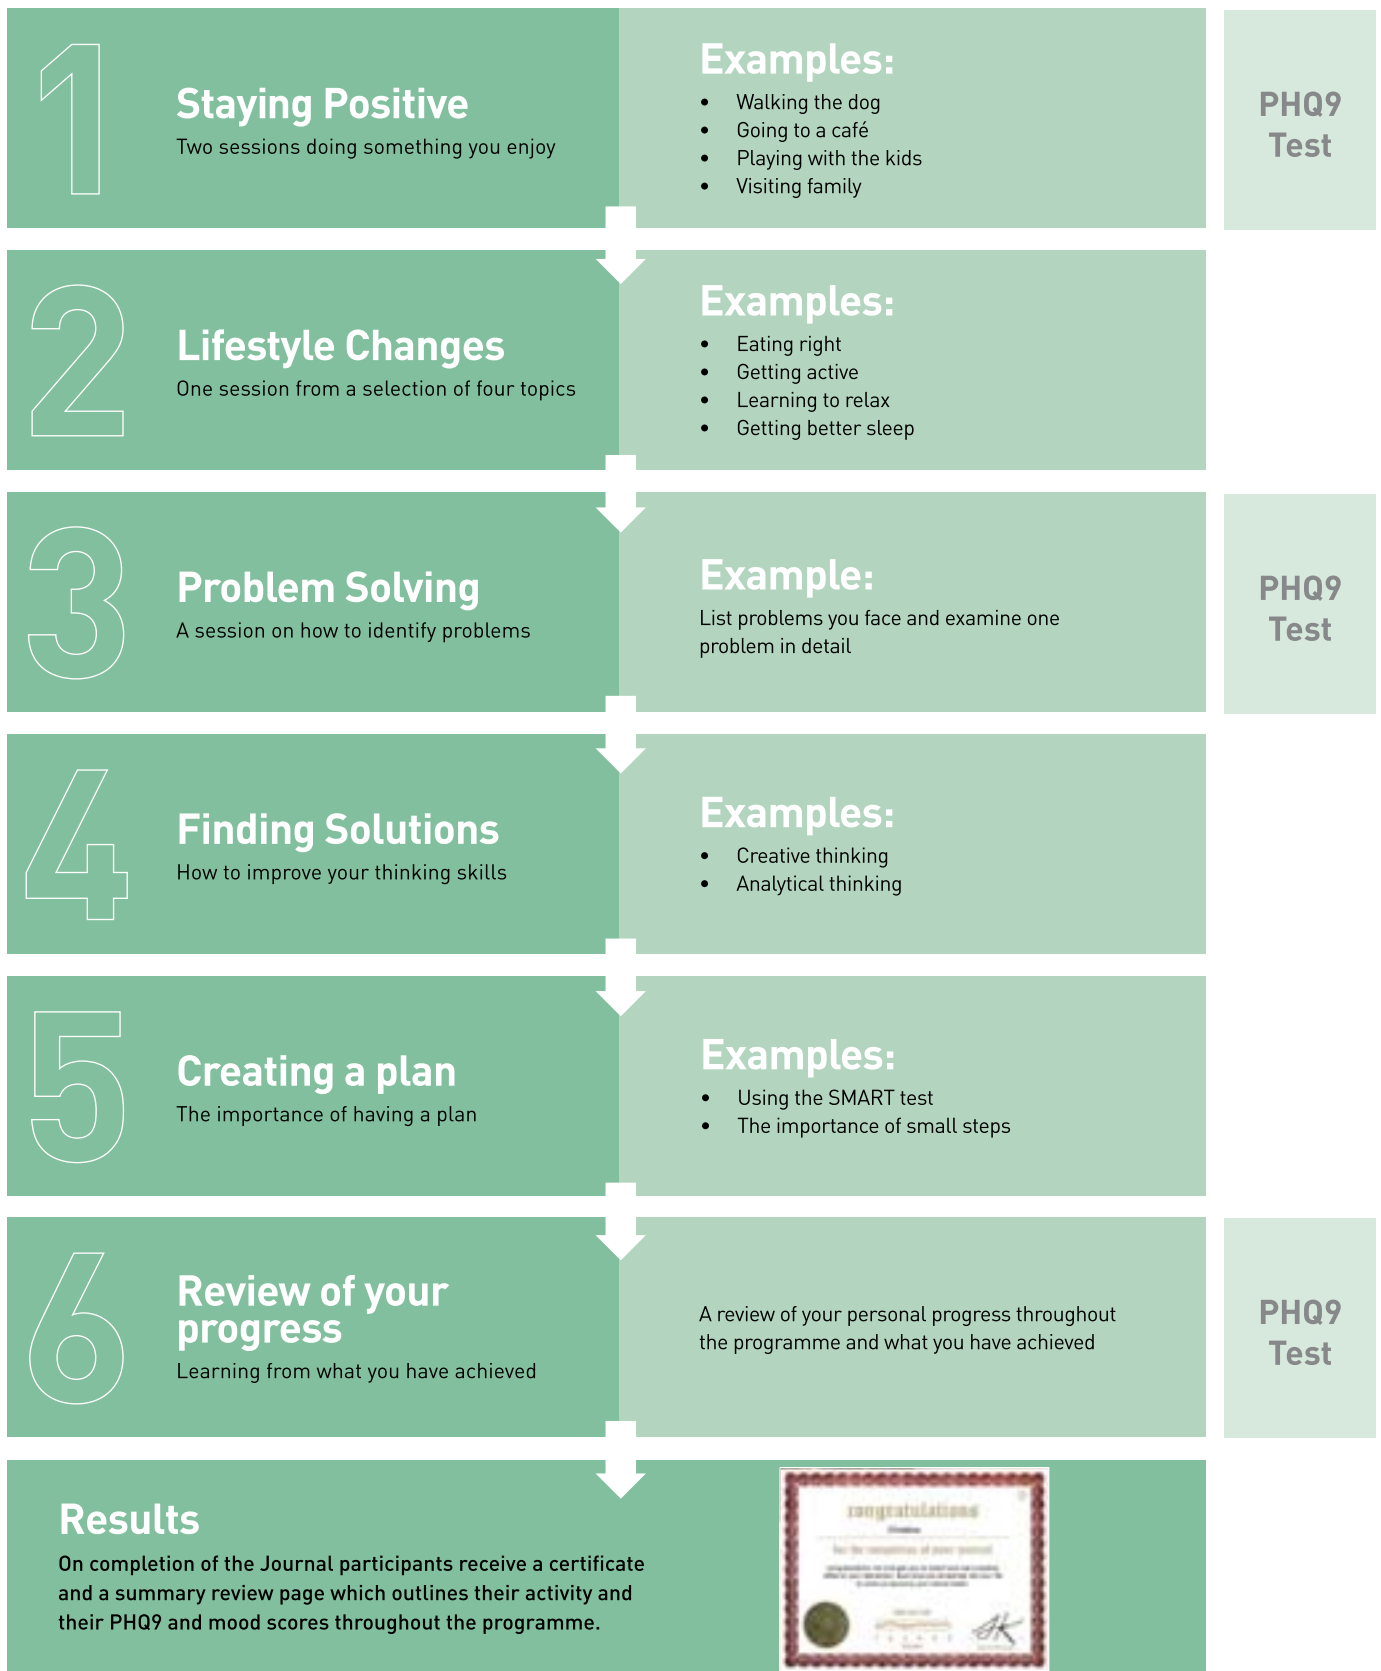 1
Staying Positive
Two sessions doing something you enjoy
Examples:
• Walking the dog
• Going to a café
• Playing with the kids
• Visiting family
PHQ9
Test
2
Lifestyle Changes
One session from a selection of four topics
Examples:
• Eating right
• Getting active
• Learning to relax
• Getting better sleep
3
Problem Solving
A session on how to identify problems
Example:
List problems you face and examine one
problem in detail
PHQ9
Test
4
Finding Solutions
How to improve your thinking skills
Examples:
• Creative thinking
• Analytical thinking
5
Creating a plan
The importance of having a plan
Examples:
• Using the SMART test
• The importance of small steps
6
Review of your
progress
Learning from what you have achieved
A review of your personal progress throughout
the programme and what you have achieved
PHQ9
Test
Results
On completion of the Journal participants receive a certificate
and a summary review page which outlines their activity and
their PHQ9 and mood scores throughout the programme.
congratulations